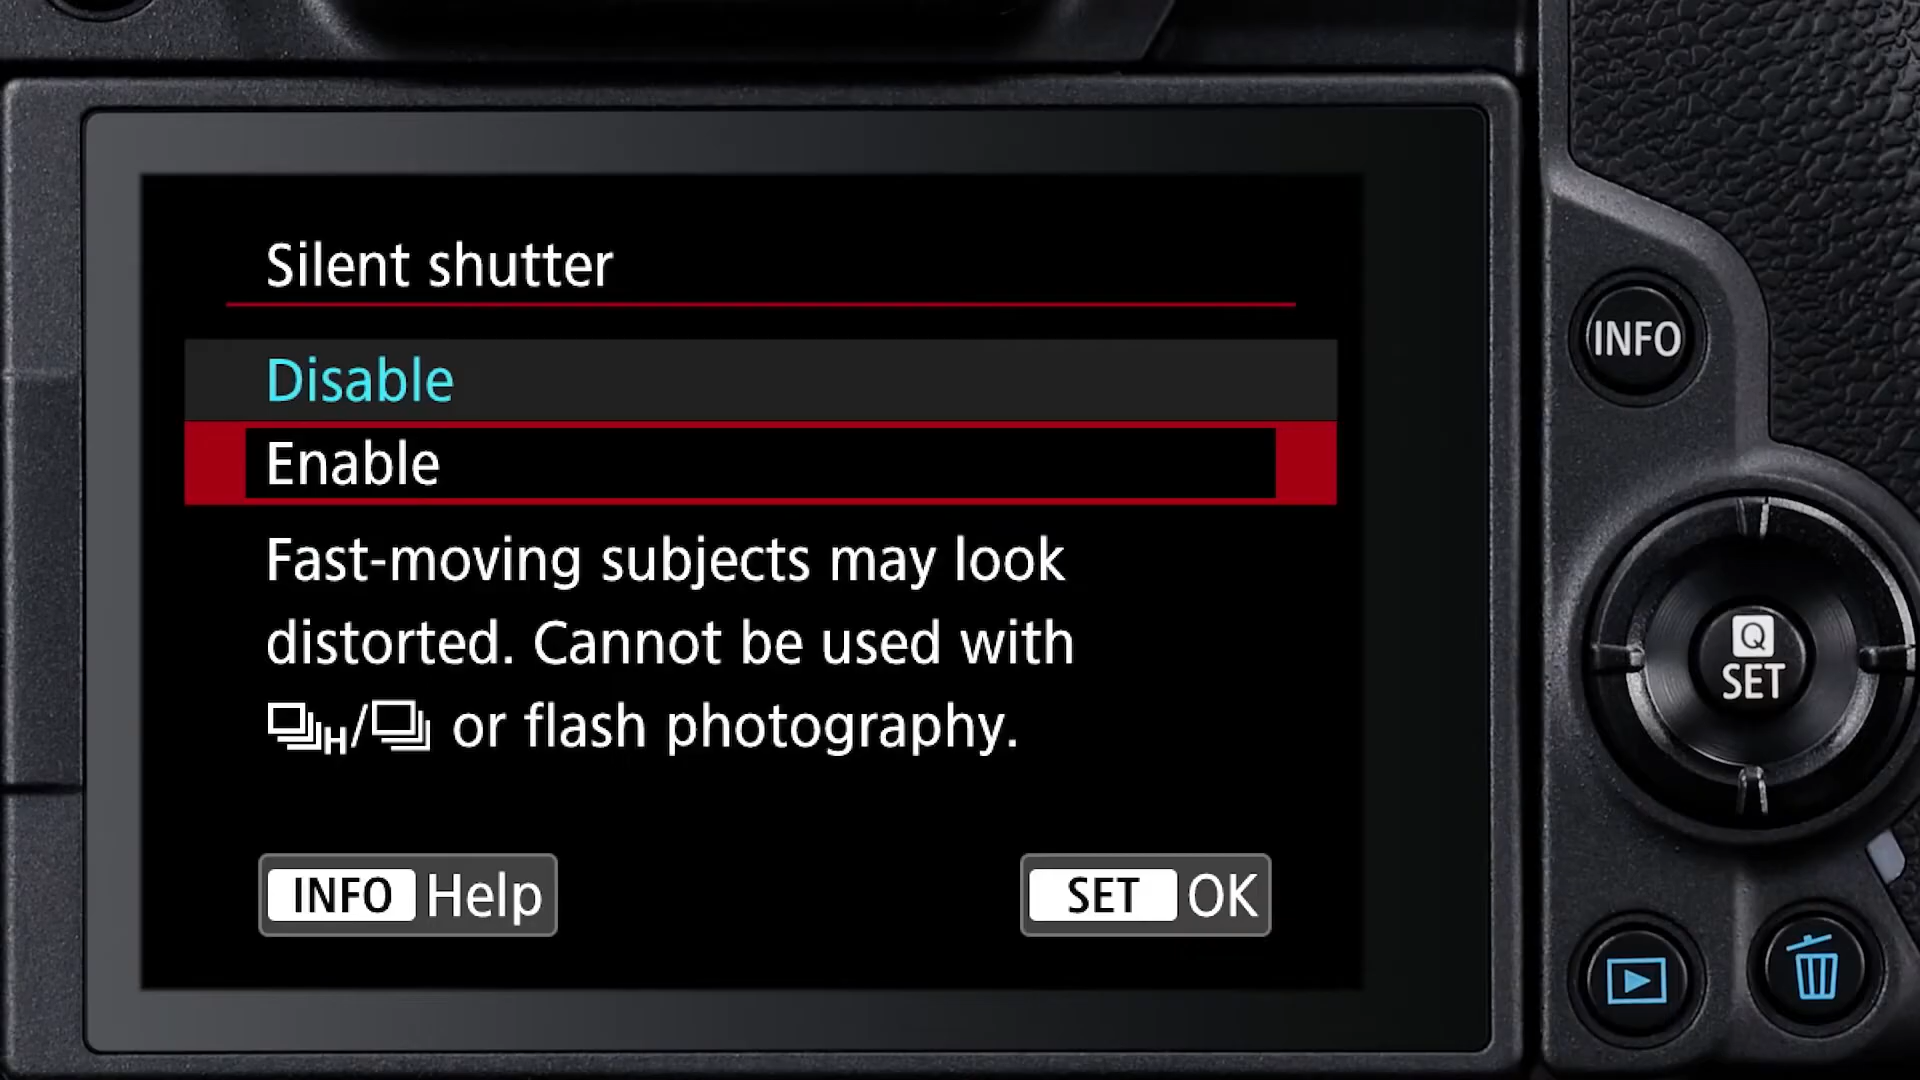 Silent shutter
Disable
Enable
Fast-moving subjects may look
distorted. Cannot be used with
H/ or flash photography.
INFO Help
SET OK
INFO
Q
SET